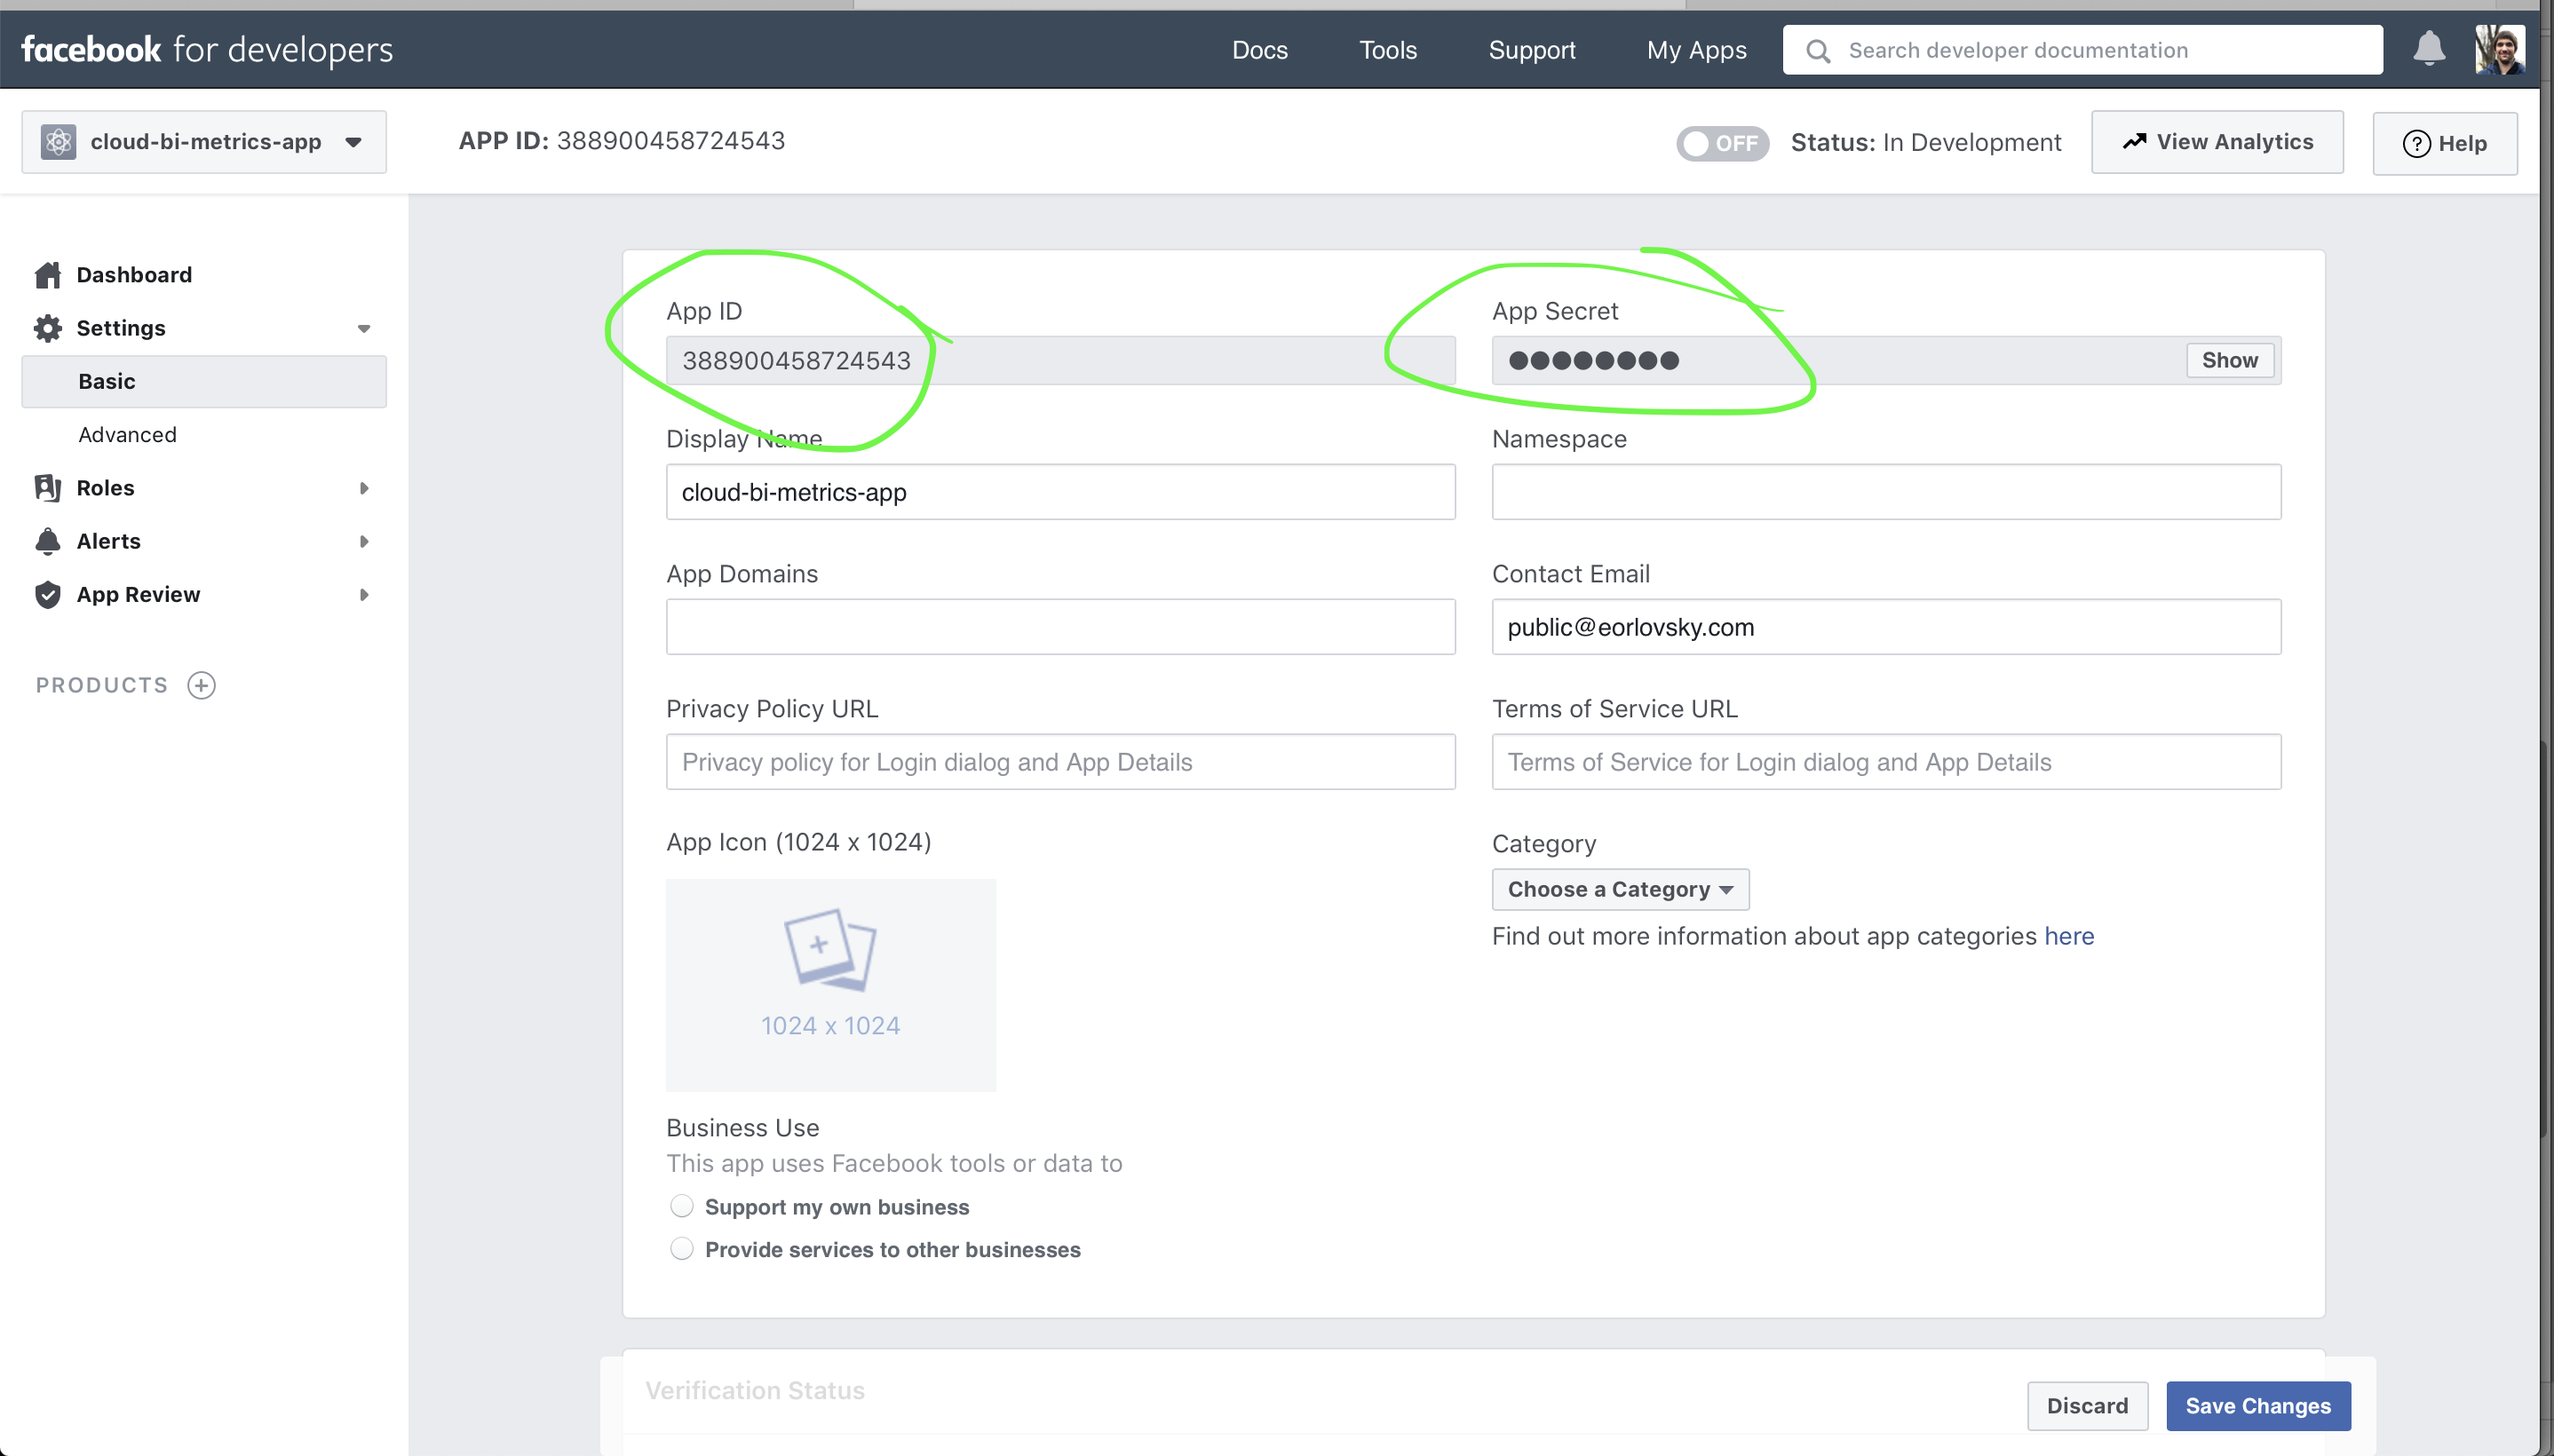 facebook for developers
Docs Tools Support My Apps Search developer documentation
cloud-bi-metrics-app APP ID: 388900458724543 OFF Status: In Development View Analytics ? Help
Dashboard
Settings
Basic
Advanced
Roles
Alerts
App Review
PRODUCTS
App ID App Secret
388900458724543 ●●●●●●●● Show
Display Name Namespace
cloud-bi-metrics-app
App Domains Contact Email
public@eorlovsky.com
Privacy Policy URL Terms of Service URL
Privacy policy for Login dialog and App Details Terms of Service for Login dialog and App Details
App Icon (1024 x 1024) Category
Choose a Category
Find out more information about app categories here
1024 x 1024
Business Use
This app uses Facebook tools or data to
Support my own business
Provide services to other businesses
Verification Status
Discard Save Changes